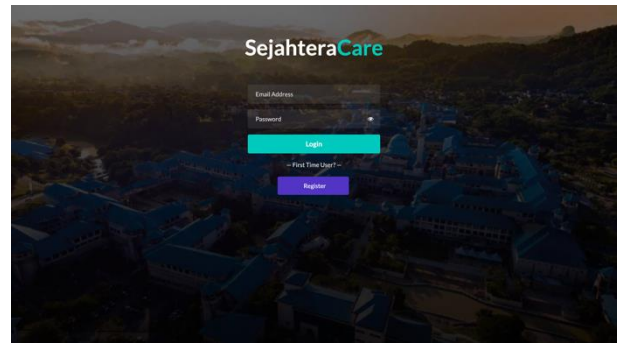 SejahteraCare
Email Address
Password
Login
— First Time User? —
Register